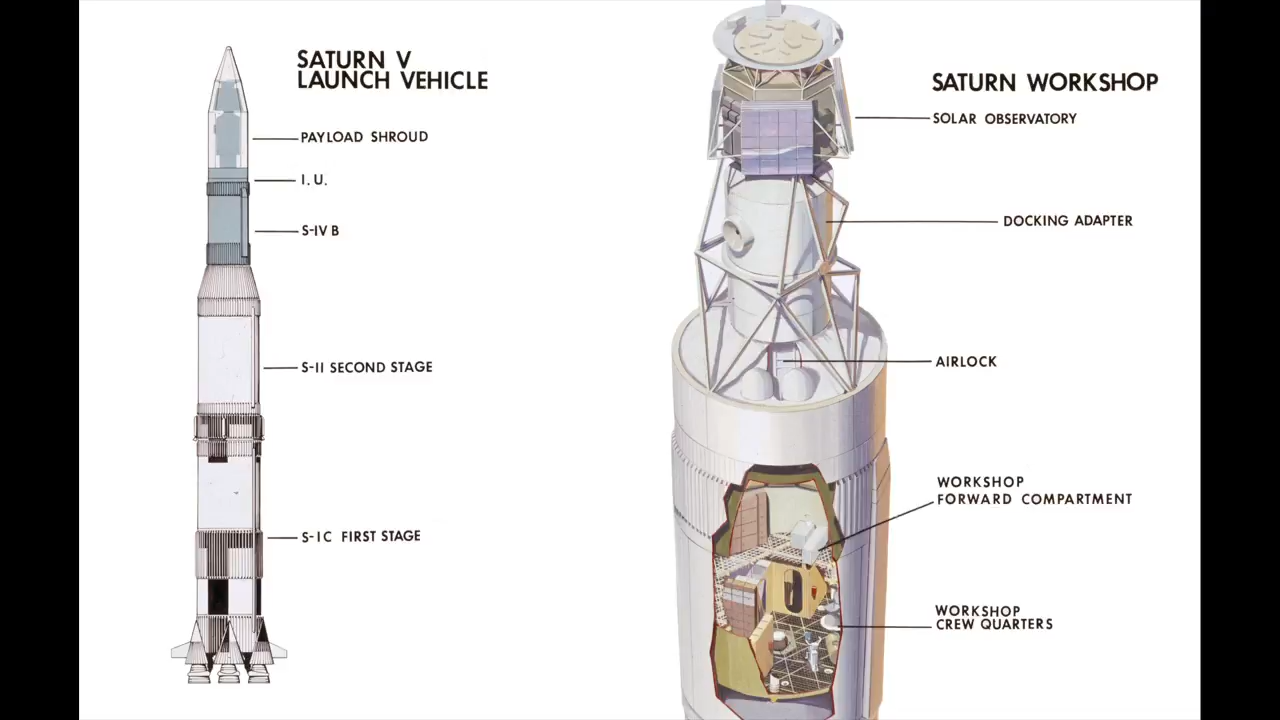 SATURN V
LAUNCH VEHICLE
PAYLOAD SHROUD
I.U.
S-IV B
S-II SECOND STAGE
S-IC FIRST STAGE
SATURN WORKSHOP
SOLAR OBSERVATORY
DOCKING ADAPTER
AIRLOCK
WORKSHOP
FORWARD COMPARTMENT
WORKSHOP
CREW QUARTERS